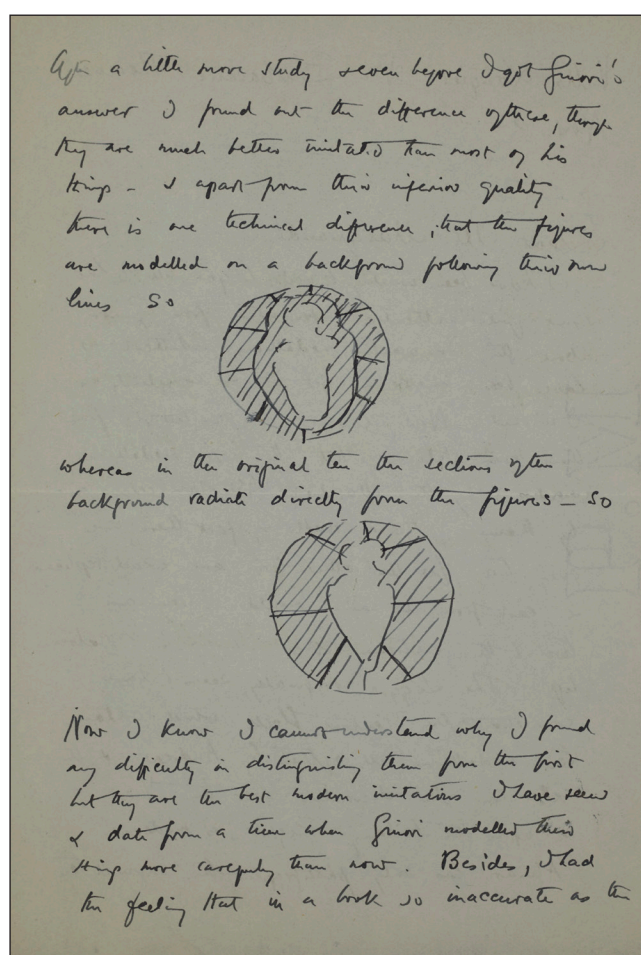 After a little more study & even before I got Ginori's
answer I found out the difference of these, though
they are much better imitated than most of his
things - & apart from their inferior quality
there is one technical difference, that the figures
are modelled on a background following their own
lines so
whereas in the original ten the sections of the
background radiate directly from the figures - so
Now I know I cannot understand why I found
any difficulty in distinguishing them from the first
but they are the best modern imitations I have seen
& date from a time when Ginori modelled their
things more carefully than now. Besides, I had
the feeling that in a book so inaccurate as the